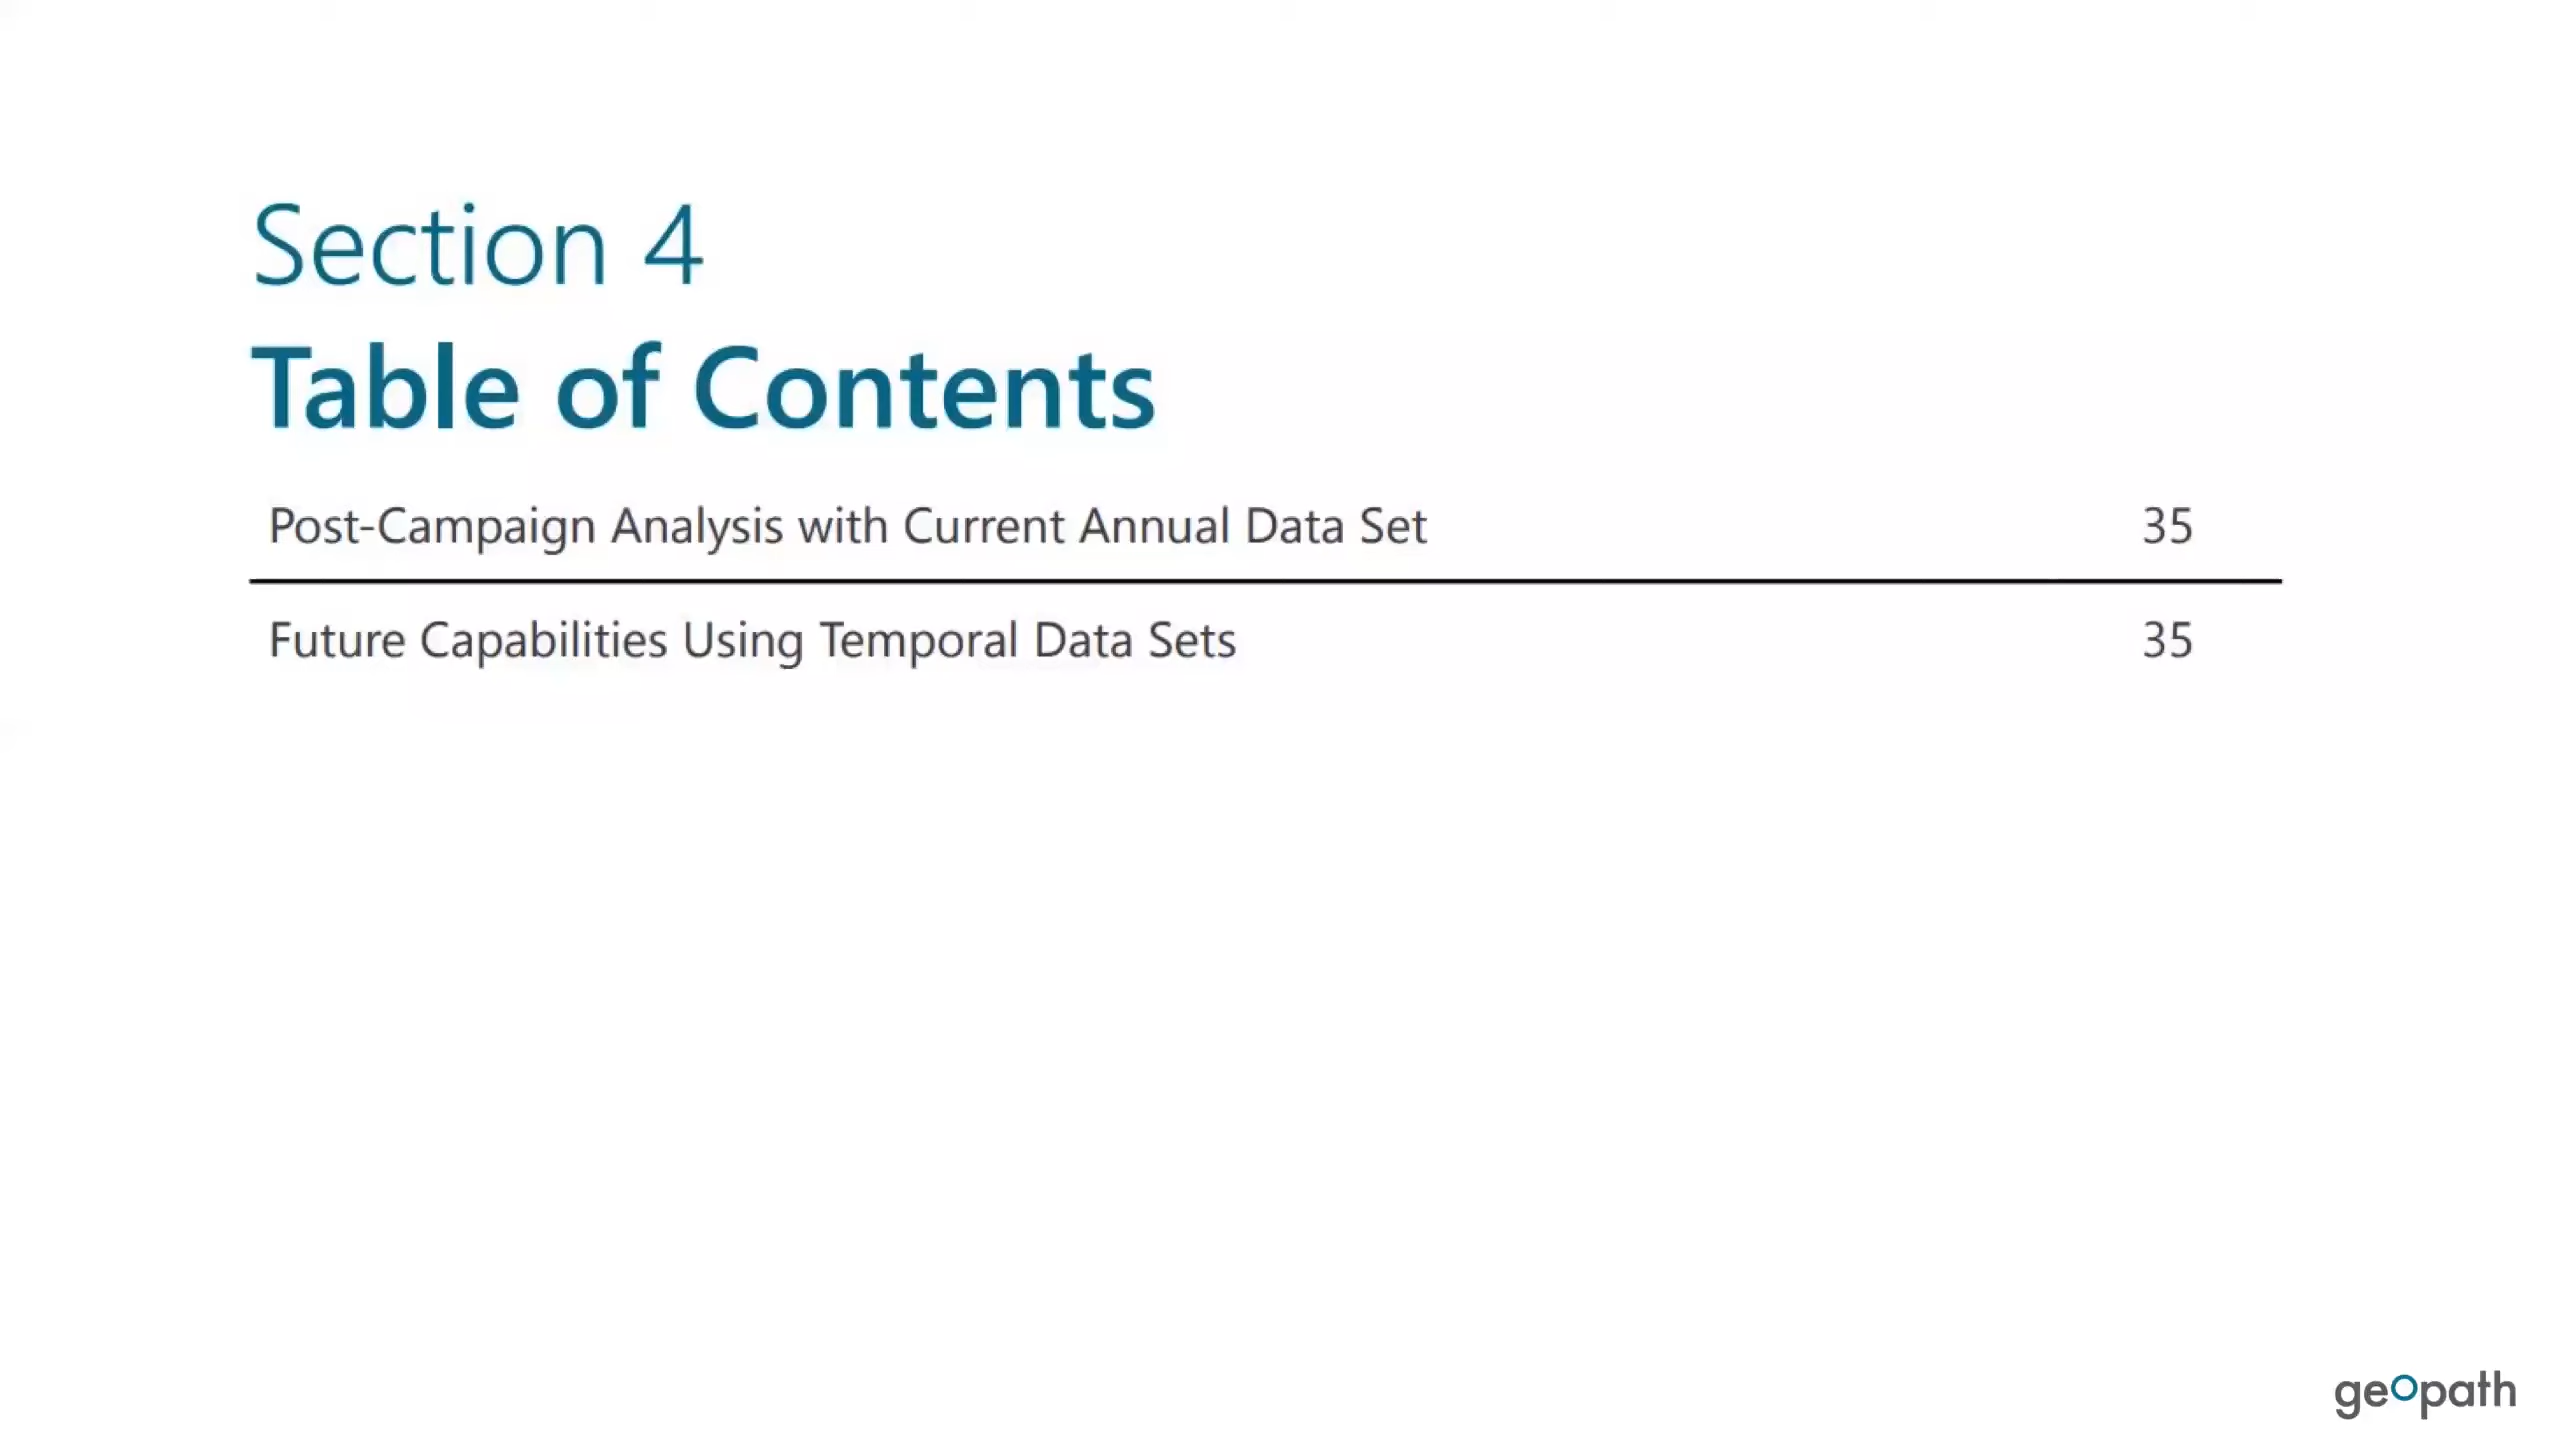 Section 4
Table of Contents
Post-Campaign Analysis with Current Annual Data Set 35
Future Capabilities Using Temporal Data Sets 35
geopath